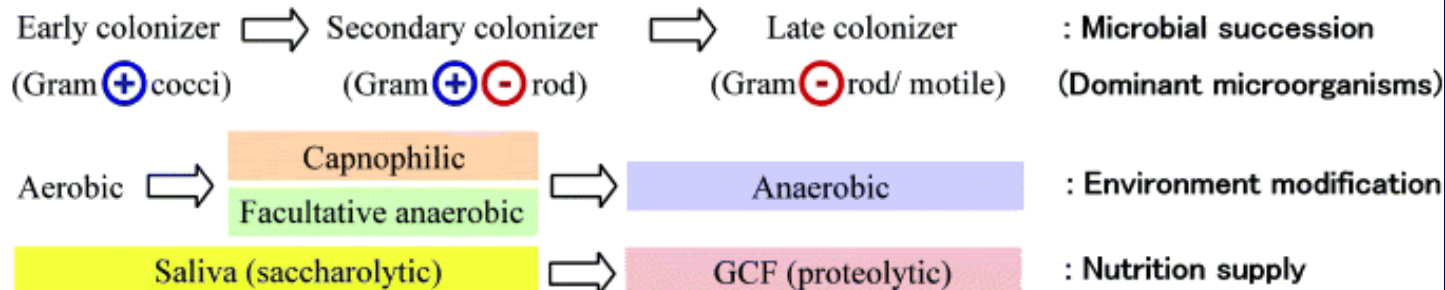 Early colonizer Secondary colonizer Late colonizer : Microbial succession
(Gram + cocci) (Gram + - rod) (Gram - rod/ motile) (Dominant microorganisms)
Capnophilic
Aerobic Anaerobic : Environment modification
Facultative anaerobic
Saliva (saccharolytic) GCF (proteolytic) : Nutrition supply